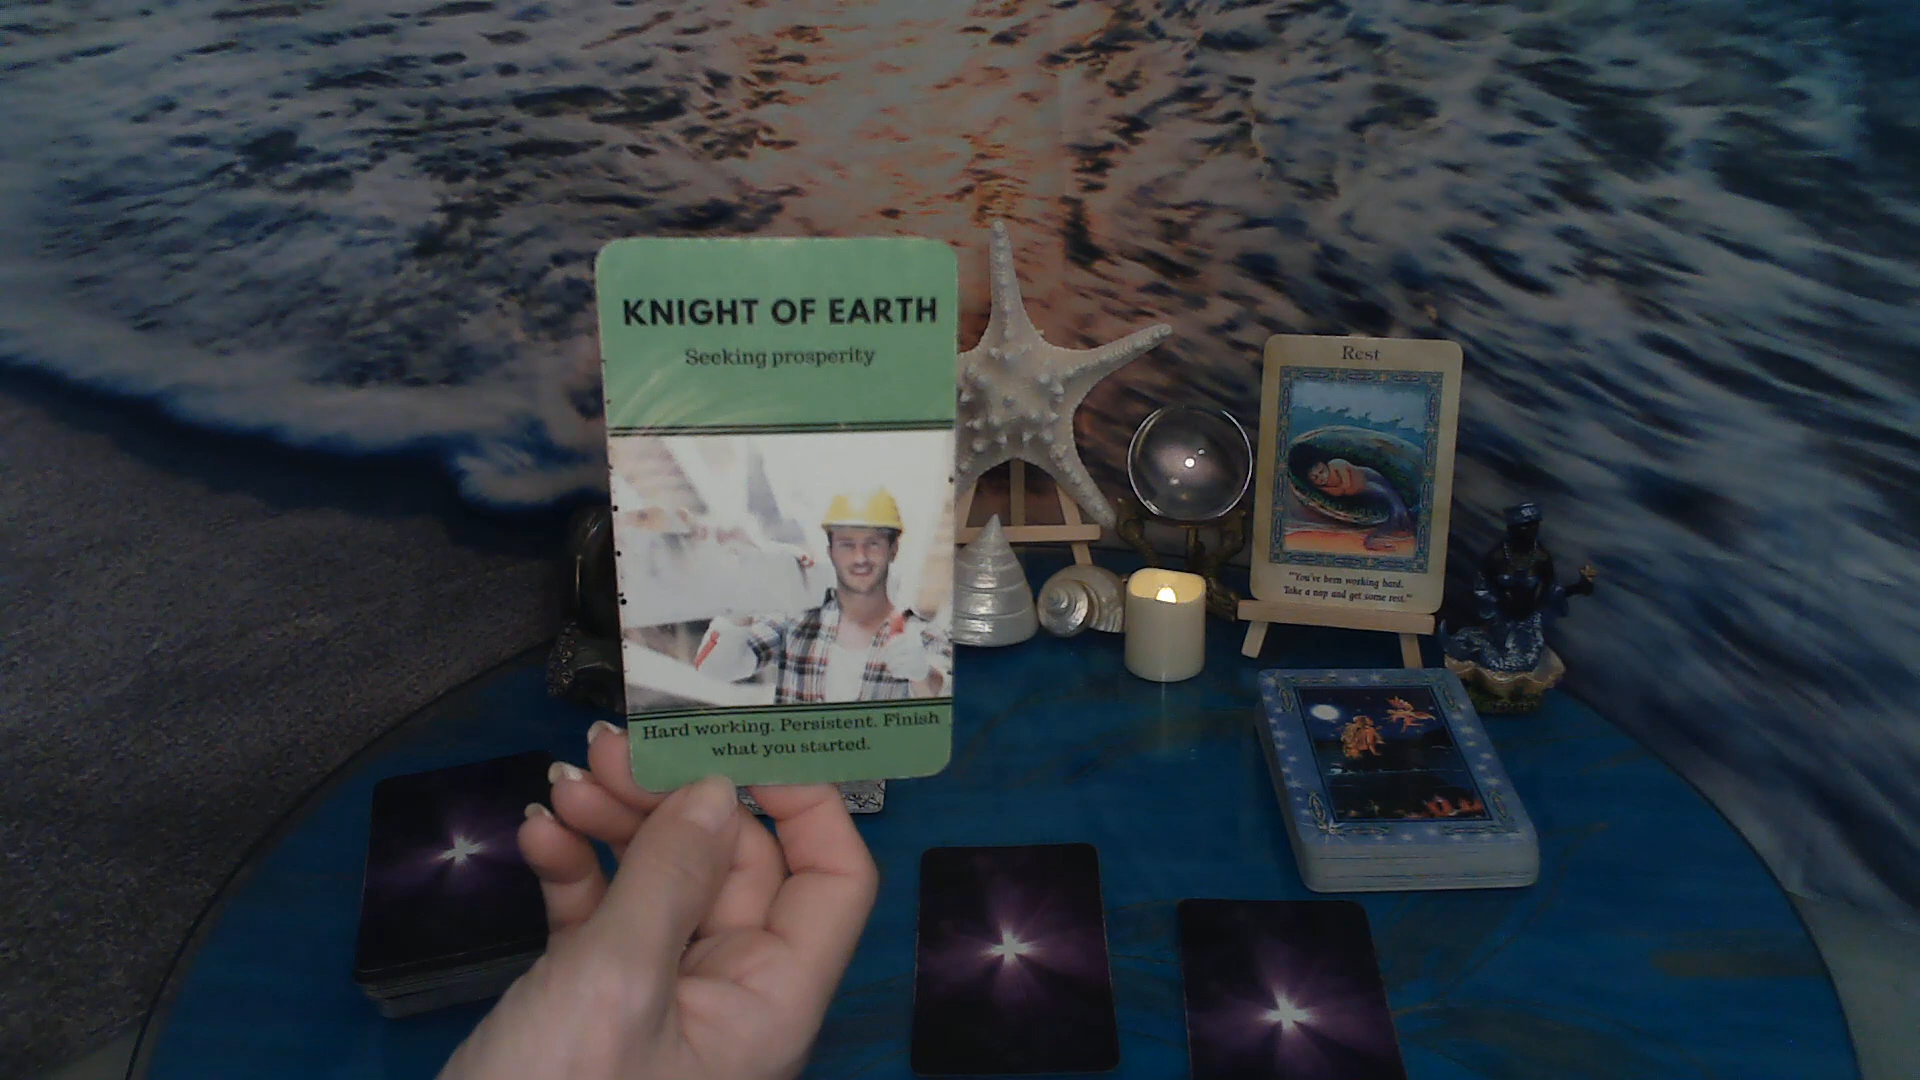 KNIGHT OF EARTH
Seeking prosperity
Hard working. Persistent. Finish
what you started.
Rest
"You've been working hard.
Take a nap and get some rest."